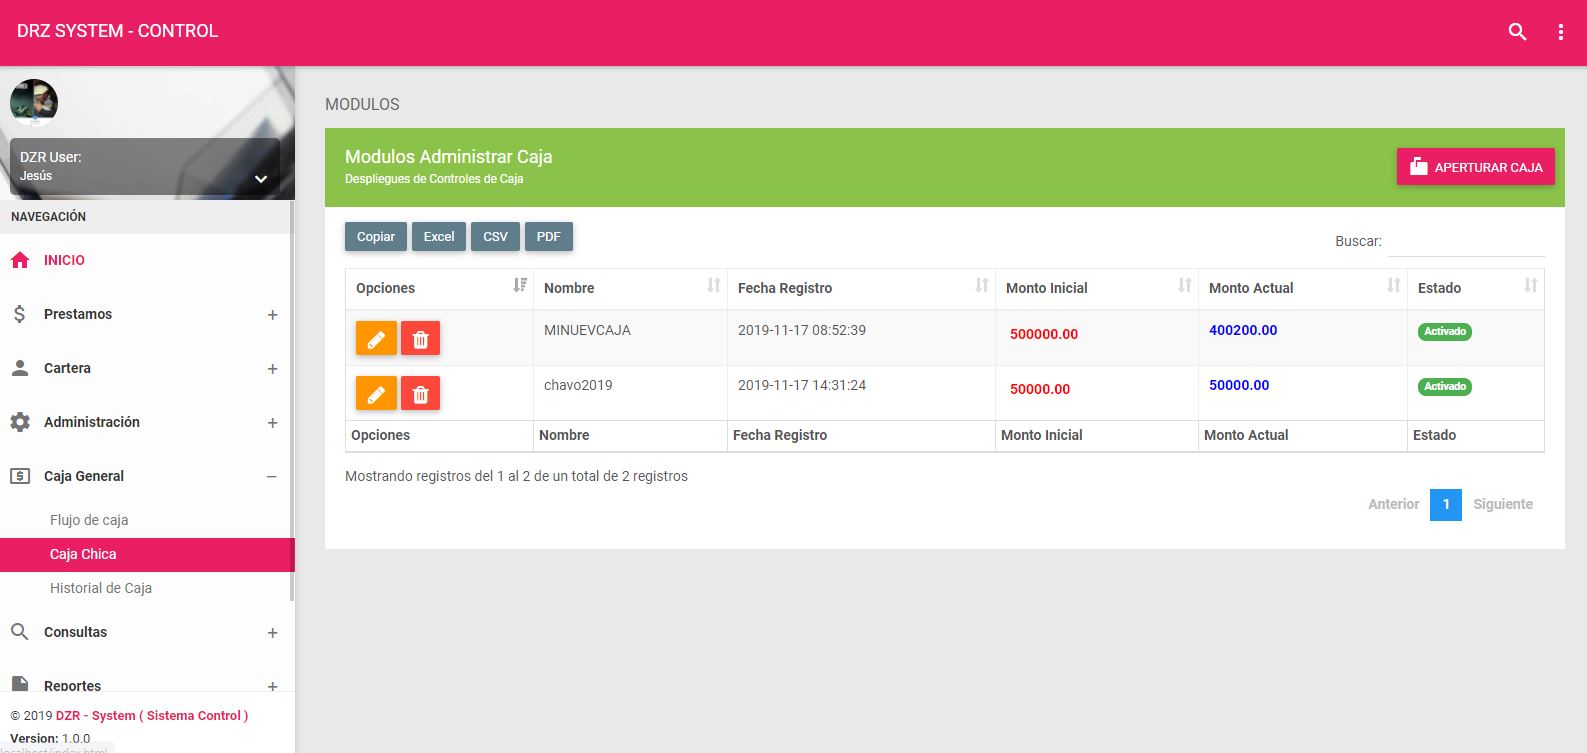 DRZ SYSTEM - CONTROL
DZR User:
Jesús
NAVEGACIÓN
INICIO
Prestamos +
Cartera +
Administración +
Caja General −
Flujo de caja
Caja Chica
Historial de Caja
Consultas +
Reportes +
© 2019 DZR - System ( Sistema Control )
Version: 1.0.0
localhost/index.html
MODULOS
Modulos Administrar Caja
Despliegues de Controles de Caja
APERTURAR CAJA
Copiar Excel CSV PDF
Buscar:
Opciones Nombre Fecha Registro Monto Inicial Monto Actual Estado
MINUEVCAJA 2019-11-17 08:52:39 500000.00 400200.00 Activado
chavo2019 2019-11-17 14:31:24 50000.00 50000.00 Activado
Opciones Nombre Fecha Registro Monto Inicial Monto Actual Estado
Mostrando registros del 1 al 2 de un total de 2 registros
Anterior 1 Siguiente